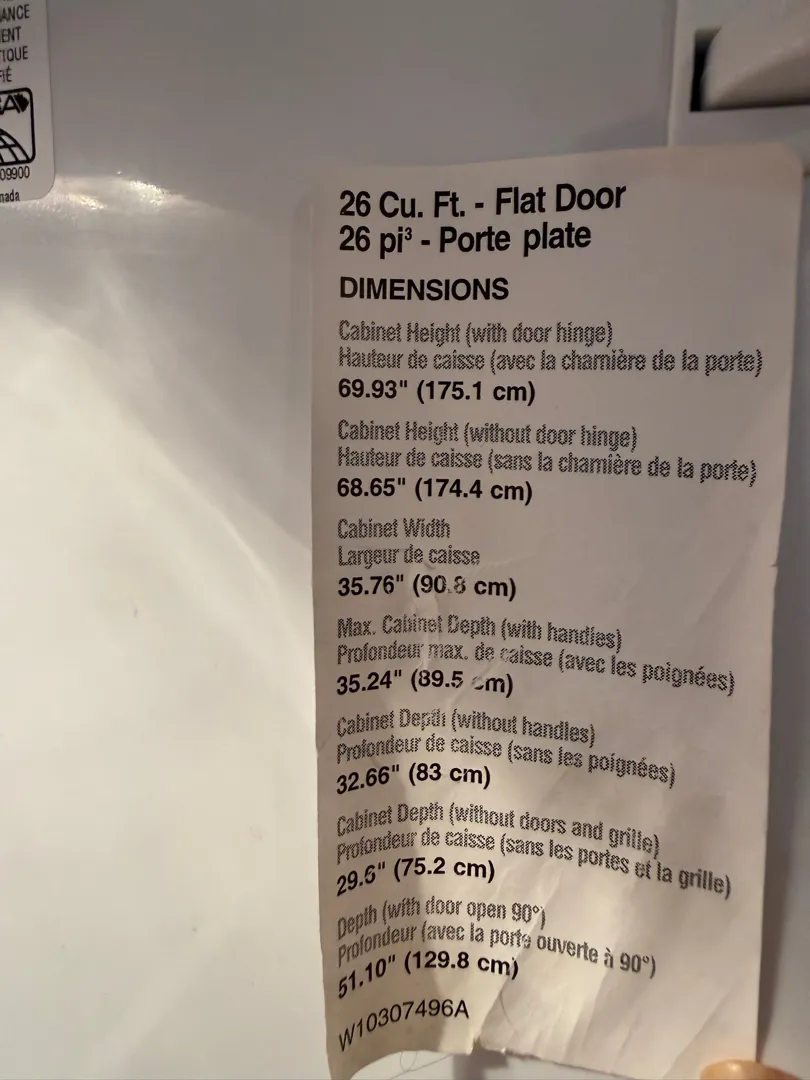 ANCE
ENT
TIQUE
FIÉ
09900
nada
26 Cu. Ft. - Flat Door
26 pi³ - Porte plate
DIMENSIONS
Cabinet Height (with door hinge)
Hauteur de caisse (avec la charnière de la porte)
69.93" (175.1 cm)
Cabinet Height (without door hinge)
Hauteur de caisse (sans la charnière de la porte)
68.65" (174.4 cm)
Cabinet Width
Largeur de caisse
35.76" (90.8 cm)
Max. Cabinet Depth (with handles)
Profondeur max. de caisse (avec les poignées)
35.24" (89.5 cm)
Cabinet Depth (without handles)
Profondeur de caisse (sans les poignées)
32.66" (83 cm)
Cabinet Depth (without doors and grille)
Profondeur de caisse (sans les portes et la grille)
29.6" (75.2 cm)
Depth (with door open 90°)
Profondeur (avec la porte ouverte à 90°)
51.10" (129.8 cm)
W10307496A